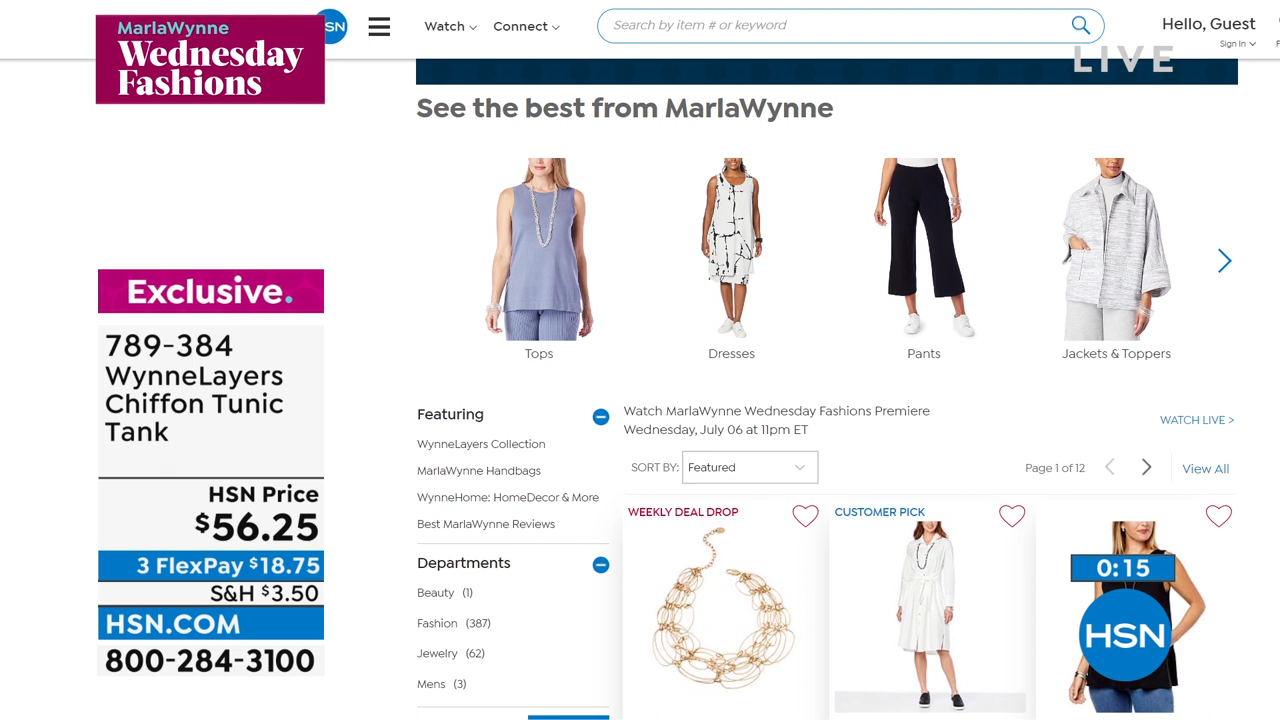 MarlaWynne
Wednesday
Fashions
SN
Watch
Connect
Search by item # or keyword
Hello, Guest
Sign In
LIVE
See the best from MarlaWynne
Tops
Dresses
Pants
Jackets & Toppers
Exclusive.
789-384
WynneLayers
Chiffon Tunic
Tank
HSN Price
$56.25
3 FlexPay $18.75
S&H $3.50
HSN.COM
800-284-3100
Featuring
WynneLayers Collection
MarlaWynne Handbags
WynneHome: HomeDecor & More
Best MarlaWynne Reviews
Departments
Beauty (1)
Fashion (387)
Jewelry (62)
Mens (3)
Watch MarlaWynne Wednesday Fashions Premiere
Wednesday, July 06 at 11pm ET
WATCH LIVE >
SORT BY: Featured
Page 1 of 12
View All
WEEKLY DEAL DROP
CUSTOMER PICK
0:15
HSN